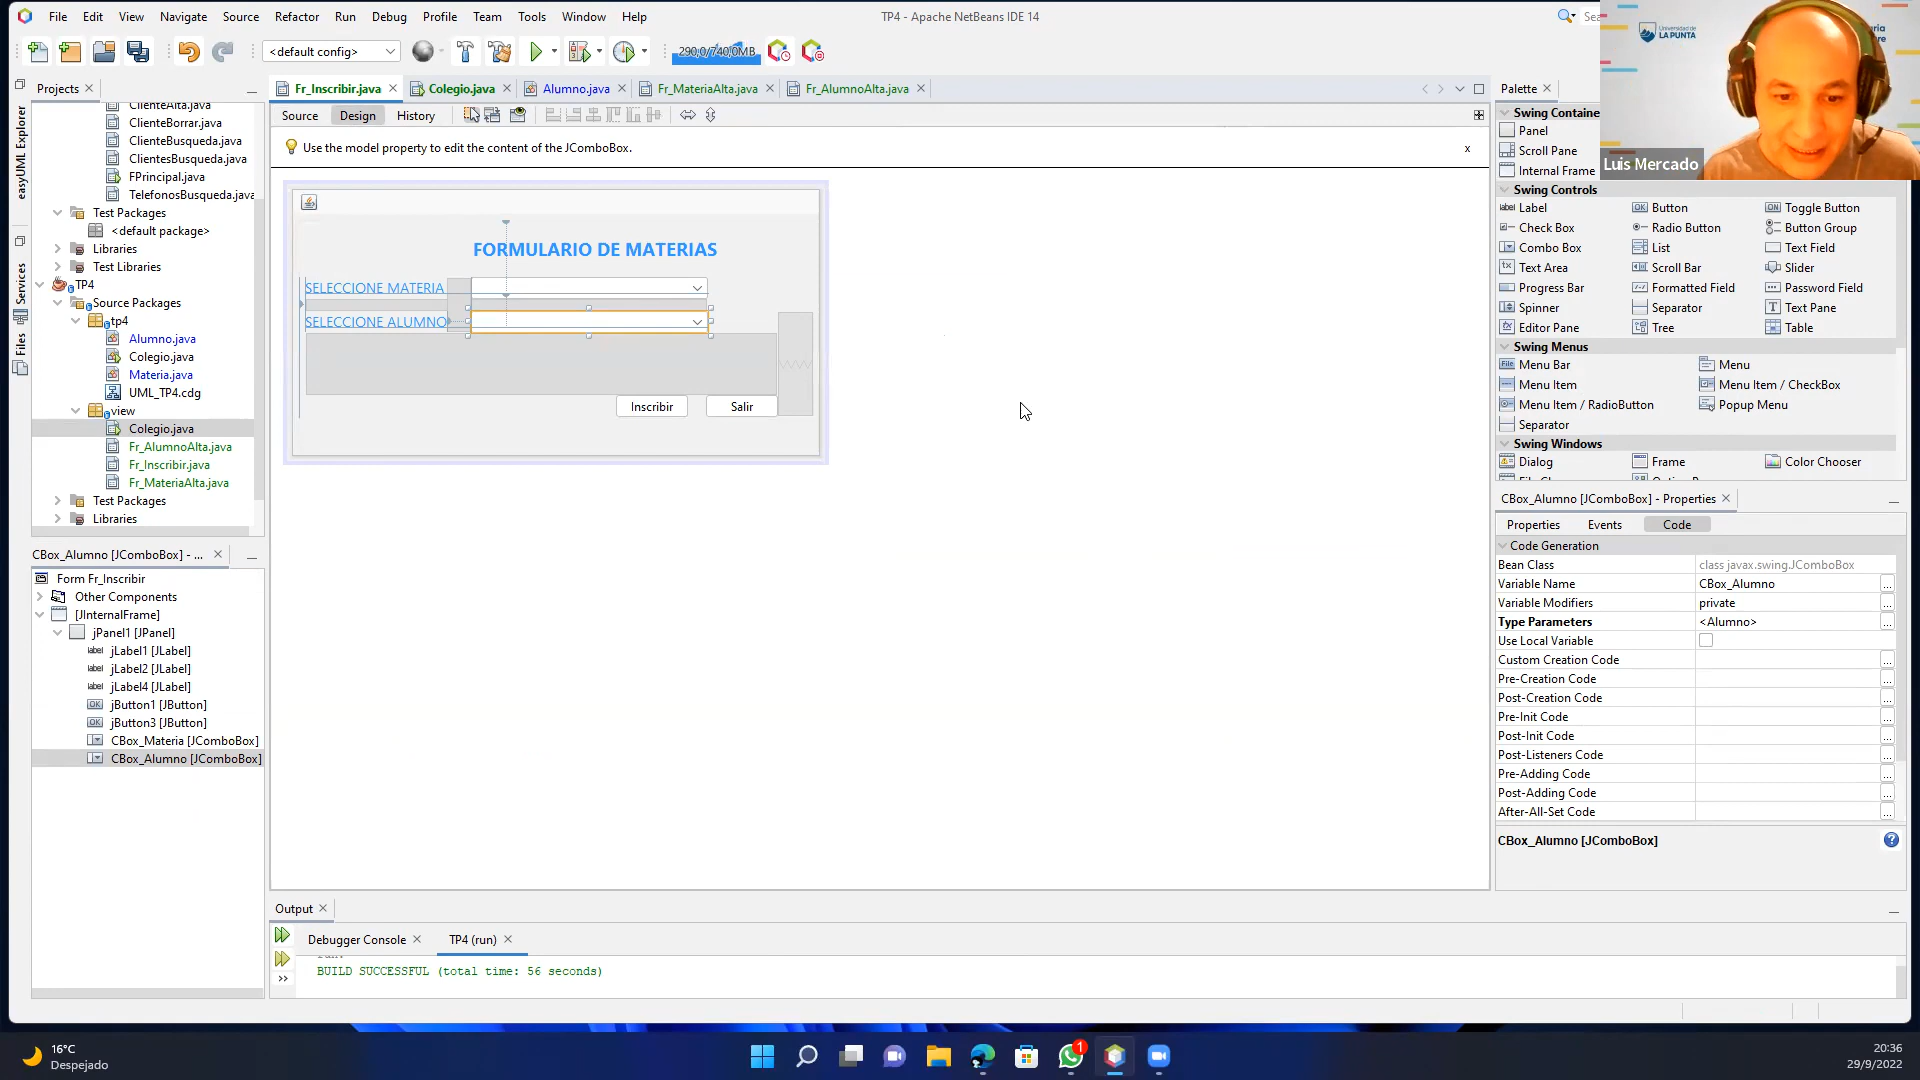 File Edit View Navigate Source Refactor Run Debug Profile Team Tools Window Help
TP4 - Apache NetBeans IDE 14
<default config>
290,0/740,0MB
Universidad de
LA PUNTA
Luis Mercado
Projects
easyUML Explorer
Services
Files
ClienteAlta.java
ClienteBorrar.java
ClienteBusqueda.java
ClientesBusqueda.java
FPrincipal.java
TelefonosBusqueda.java
Test Packages
<default package>
Libraries
Test Libraries
TP4
Source Packages
tp4
Alumno.java
Colegio.java
Materia.java
UML_TP4.cdg
view
Colegio.java
Fr_AlumnoAlta.java
Fr_Inscribir.java
Fr_MateriaAlta.java
Test Packages
Libraries
CBox_Alumno [JComboBox] - ...
Form Fr_Inscribir
Other Components
[JInternalFrame]
jPanel1 [JPanel]
jLabel1 [JLabel]
jLabel2 [JLabel]
jLabel4 [JLabel]
jButton1 [JButton]
jButton3 [JButton]
CBox_Materia [JComboBox]
CBox_Alumno [JComboBox]
Fr_Inscribir.java Colegio.java Alumno.java Fr_MateriaAlta.java Fr_AlumnoAlta.java
Source Design History
Use the model property to edit the content of the JComboBox.
x
FORMULARIO DE MATERIAS
SELECCIONE MATERIA
SELECCIONE ALUMNO
Inscribir Salir
Output
Debugger Console TP4 (run)
BUILD SUCCESSFUL (total time: 56 seconds)
Palette
Swing Containe
Panel
Scroll Pane
Internal Frame
Swing Controls
Label Button Toggle Button
Check Box Radio Button Button Group
Combo Box List Text Field
Text Area Scroll Bar Slider
Progress Bar Formatted Field Password Field
Spinner Separator Text Pane
Editor Pane Tree Table
Swing Menus
Menu Bar Menu
Menu Item Menu Item / CheckBox
Menu Item / RadioButton Popup Menu
Separator
Swing Windows
Dialog Frame Color Chooser
CBox_Alumno [JComboBox] - Properties
Properties Events Code
Code Generation
Bean Class class javax.swing.JComboBox
Variable Name CBox_Alumno ...
Variable Modifiers private ...
Type Parameters <Alumno> ...
Use Local Variable
Custom Creation Code ...
Pre-Creation Code ...
Post-Creation Code ...
Pre-Init Code ...
Post-Init Code ...
Post-Listeners Code ...
Pre-Adding Code ...
Post-Adding Code ...
After-All-Set Code ...
CBox_Alumno [JComboBox]
16°C
Despejado
1
20:36
29/9/2022